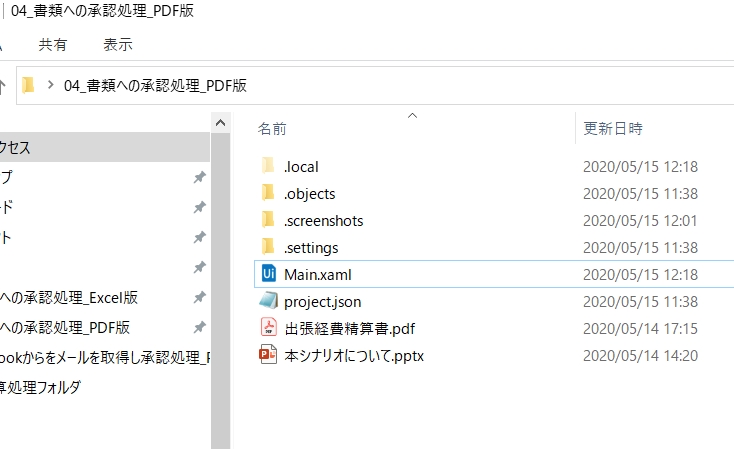 04_書類への承認処理_PDF版
共有 表示
04_書類への承認処理_PDF版
名前 更新日時
クセス
プ
ード
ント
への承認処理_Excel版
への承認処理_PDF版
ookからをメールを取得し承認処理_P
算処理フォルダ
.local 2020/05/15 12:18
.objects 2020/05/15 11:38
.screenshots 2020/05/15 12:01
.settings 2020/05/15 11:38
Main.xaml 2020/05/15 12:18
project.json 2020/05/15 11:38
出張経費精算書.pdf 2020/05/14 17:15
本シナリオについて.pptx 2020/05/14 14:20